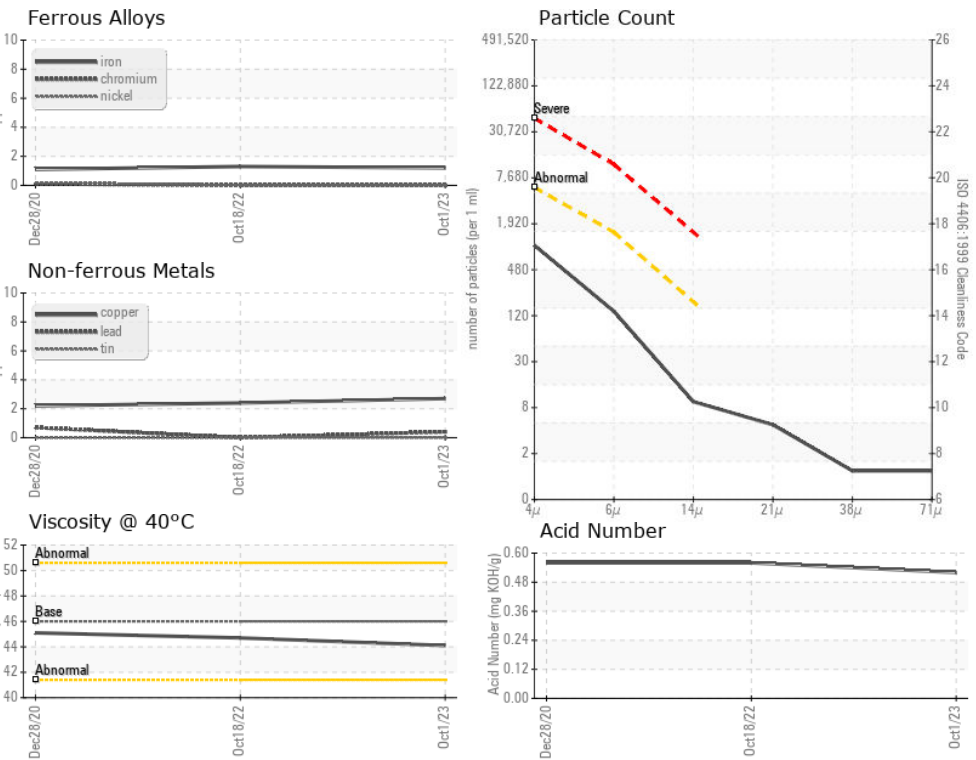 Ferrous Alloys
10
8
6
4
2
0
iron
chromium
nickel
Dec28/20
Oct18/22
Oct1/23
Non-ferrous Metals
10
8
6
4
2
0
copper
lead
tin
Dec28/20
Oct18/22
Oct1/23
Viscosity @ 40°C
52
50
48
46
44
42
40
Abnormal
Base
Abnormal
Dec28/20
Oct18/22
Oct1/23
Particle Count
number of particles (per 1 ml)
491,520
122,880
30,720
7,680
1,920
480
120
30
8
2
0
Severe
Abnormal
4µ
6µ
14µ
21µ
38µ
71µ
26
24
22
20
18
16
14
12
10
8
6
ISO 4406:1999 Cleanliness Code
Acid Number
Acid Number (mg KOH/g)
0.60
0.48
0.36
0.24
0.12
0.00
Dec28/20
Oct18/22
Oct1/23